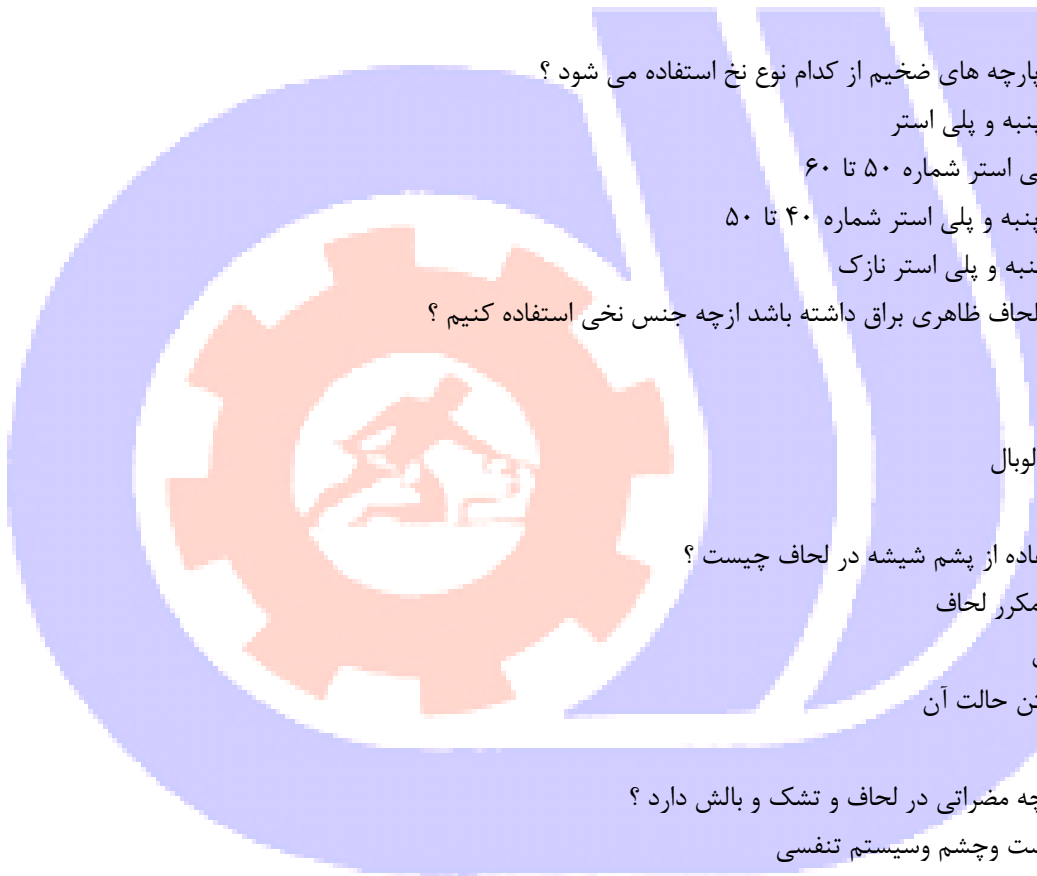 پارچه های ضخیم از کدام نوع نخ استفاده می شود ؟
پنبه و پلی استر
استر شماره ۵۰ تا ۶۰
پنبه و پلی استر شماره ۴۰ تا ۵۰
پنبه و پلی استر نازک
لحاف ظاهری براق داشته باشد ازچه جنس نخی استفاده کنیم ؟
از پشم شیشه در لحاف چیست ؟
مکرر لحاف
حالت آن
چه مضراتی در لحاف و تشک و بالش دارد ؟
وچشم وسیستم تنفسی